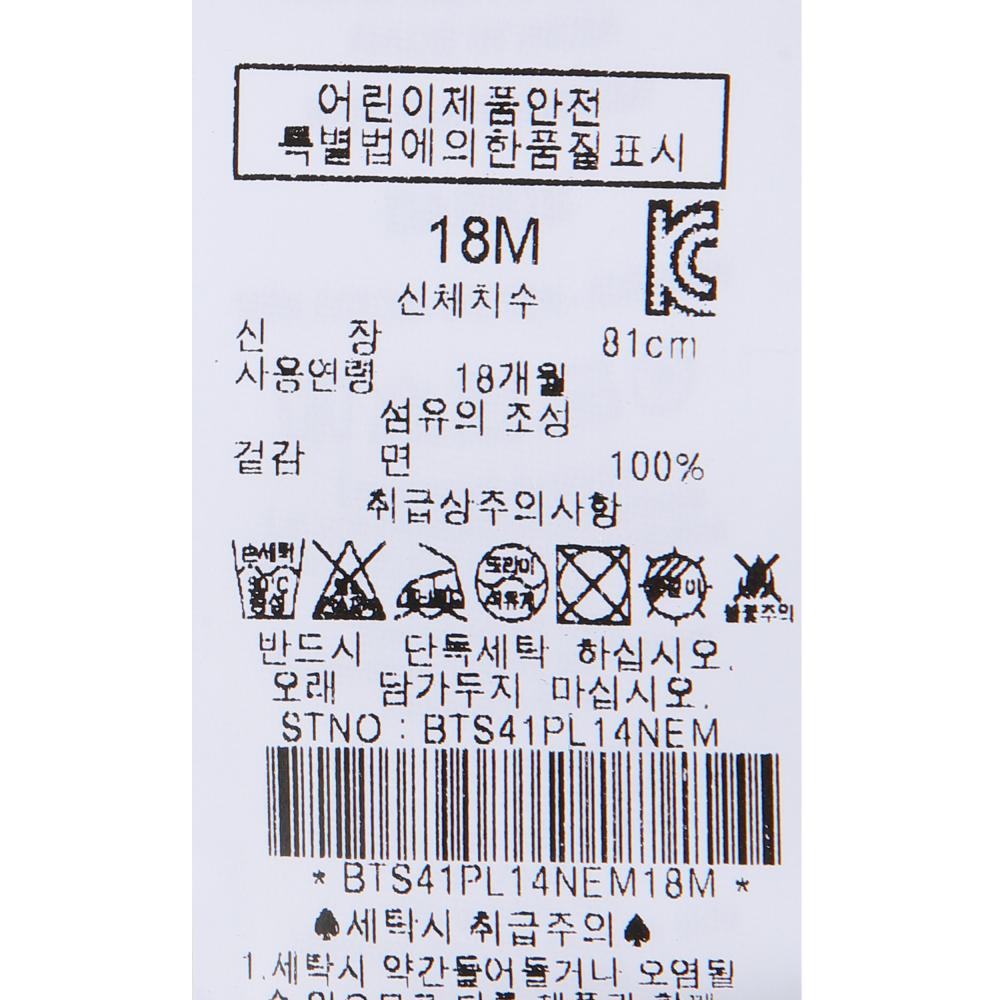 어린이제품안전
특별법에의한품질표시
18M
신체치수
신 장 81cm
사용연령 18개월
섬유의 조성
겉감 면 100%
취급상주의사항
손세탁 30℃ 중성 드라이 석유계 옷걸이 불꽃주의
반드시 단독세탁 하십시오.
오래 담가두지 마십시오.
STNO : BTS41PL14NEM
* BTS41PL14NEM18M *
♠세탁시 취급주의♠
1.세탁시 약간물어들거나 오염될